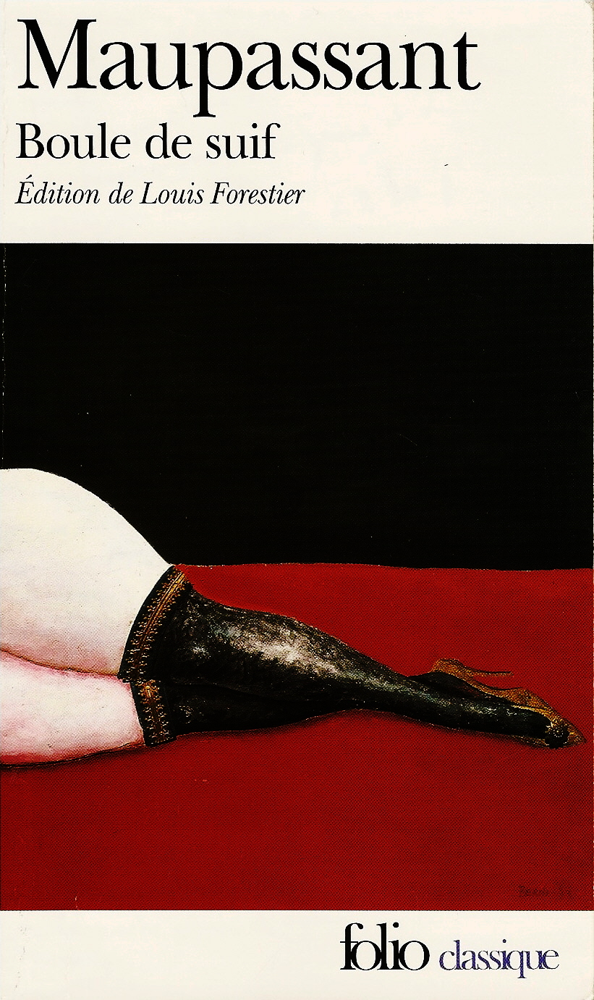 Maupassant
Boule de suif
Édition de Louis Forestier
folio classique